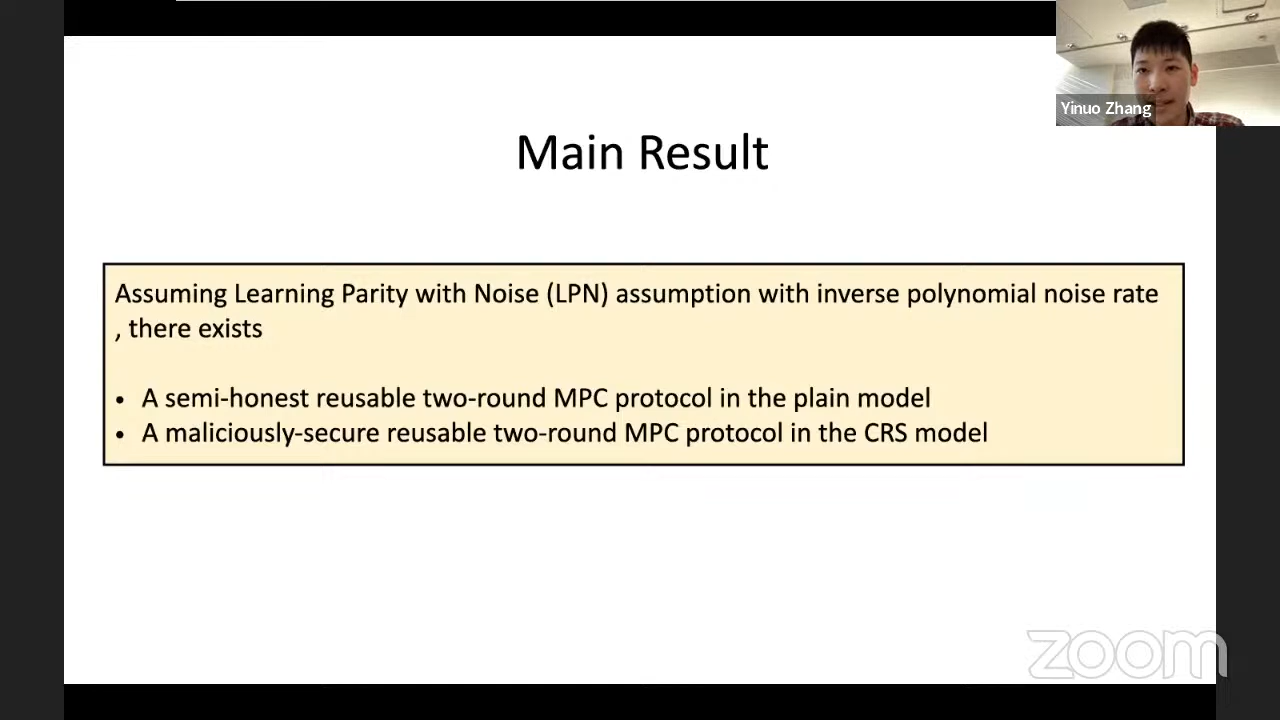 Yinuo Zhang
Main Result
Assuming Learning Parity with Noise (LPN) assumption with inverse polynomial noise rate
, there exists
• A semi-honest reusable two-round MPC protocol in the plain model
• A maliciously-secure reusable two-round MPC protocol in the CRS model
zoom